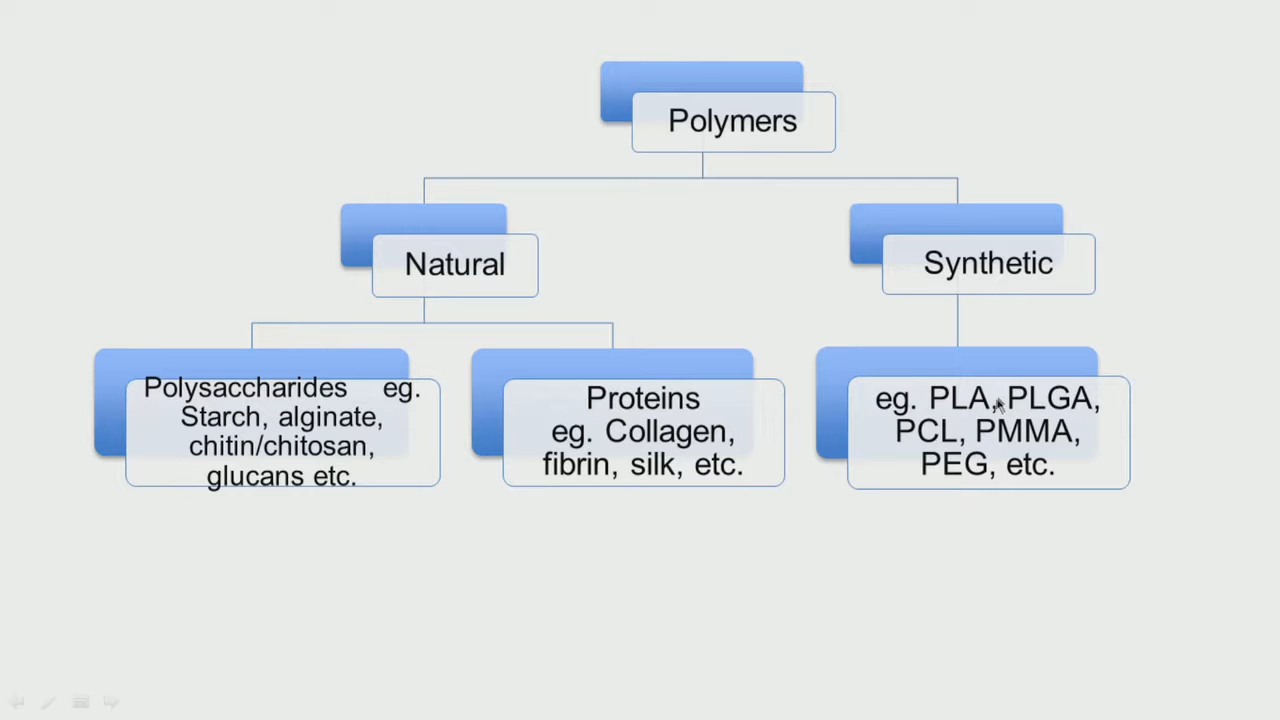 Polymers
Natural
Synthetic
Polysaccharides eg.
Starch, alginate,
chitin/chitosan,
glucans etc.
Proteins
eg. Collagen,
fibrin, silk, etc.
eg. PLA, PLGA,
PCL, PMMA,
PEG, etc.